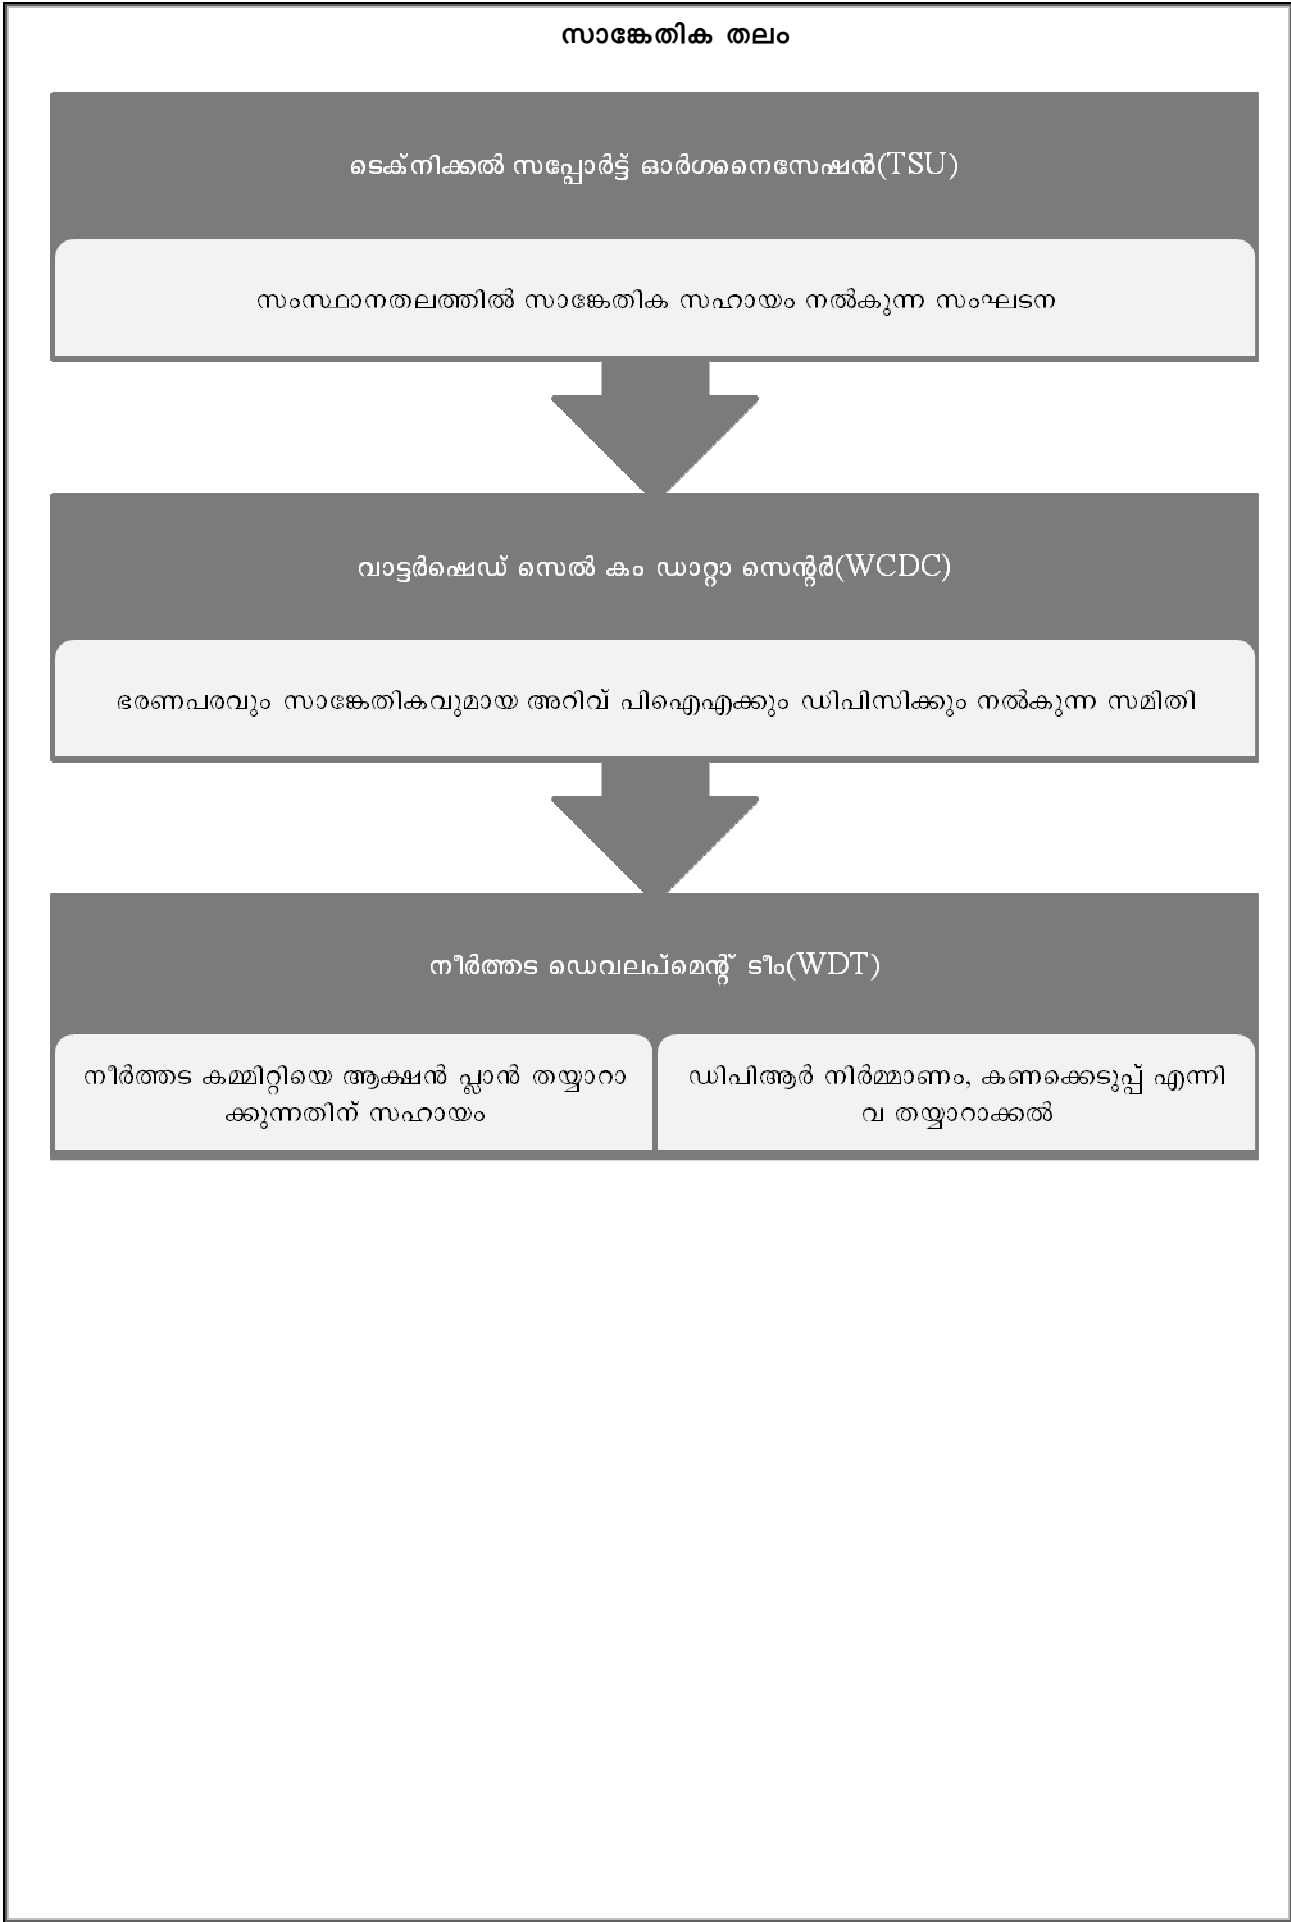 സാങ്കേതിക തലം
ടെക്നിക്കൽ സപ്പോർട്ട് ഓർഗനൈസേഷൻ(TSU)
സംസ്ഥാനതലത്തിൽ സാങ്കേതിക സഹായം നൽകുന്ന സംഘടന
വാട്ടർഷെഡ് സെൽ കം ഡാറ്റാ സെന്റർ(WCDC)
ഭരണപരവും സാങ്കേതികവുമായ അറിവ് പിഐഎക്കും ഡിപിസിക്കും നൽകുന്ന സമിതി
നീർത്തട ഡെവലപ്മെന്റ് ടീം(WDT)
നീർത്തട കമ്മിറ്റിയെ ആക്ഷൻ പ്ലാൻ തയ്യാറാ
ക്കുന്നതിന് സഹായം
ഡിപിആർ നിർമ്മാണം, കണക്കെടുപ്പ് എന്നി
വ തയ്യാറാക്കൽ